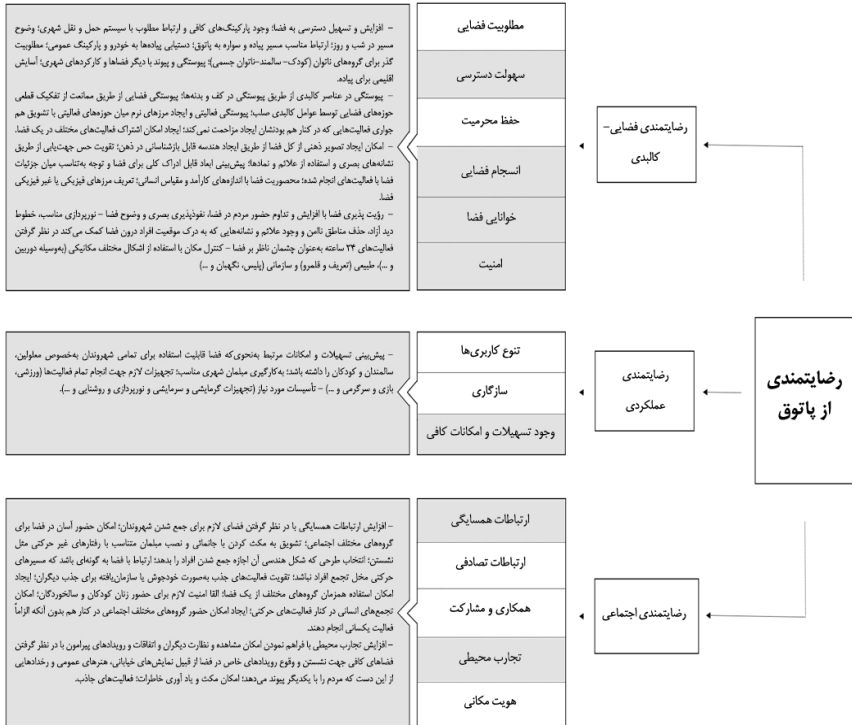 رضایتمندی
از پاتوق
رضایتمندی فضایی-
کالبدی
مطلوبیت فضایی
سهولت دسترسی
حفظ محرمیت
انسجام فضایی
خوانایی فضا
امنیت
- افزایش و تسهیل دسترسی به فضا؛ وجود پارکینگ‌های کافی و ارتباط مطلوب با سیستم حمل و نقل شهری؛ وضوح
مسیر در شب و روز؛ ارتباط مناسب مسیر پیاده و سواره به پاتوق؛ دستیابی پیاده‌ها به خودرو و پارکینگ عمومی؛ مطلوبیت
گذر برای گروه‌های ناتوان (کودک- سالمند-ناتوان جسمی)؛ پیوستگی و پیوند با دیگر فضاها و کارکردهای شهری؛ آسایش
اقلیمی برای پیاده.
- پیوستگی در عناصر کالبدی از طریق پیوستگی در کف و بدنه‌ها؛ پیوستگی فضایی از طریق ممانعت از تفکیک قطعی
حوزه‌های فضایی توسط عوامل کالبدی صلب؛ پیوستگی فعالیتی و ایجاد مرزهای نرم میان حوزه‌های فعالیتی با تشویق هم
جواری فعالیت‌هایی که در کنار هم بودنشان ایجاد مزاحمت نمی‌کند؛ ایجاد امکان اشتراک فعالیت‌های مختلف در یک فضا.
- امکان ایجاد تصویر ذهنی از کل فضا از طریق ایجاد هندسه قابل بازشناسانی در ذهن؛ تقویت حس جهت‌یابی از طریق
نشانه‌های بصری و استفاده از علائم و نمادها؛ پیش‌بینی ابعاد قابل ادراک کلی برای فضا و توجه به‌تناسب میان جزئیات
فضا با فعالیت‌های انجام شده؛ محصوریت فضا با اندازه‌های کارآمد و مقیاس انسانی؛ تعریف مرزهای فیزیکی یا غیر فیزیکی
فضا.
- رؤیت پذیری فضا با افزایش و تداوم حضور مردم در فضا، نفوذپذیری بصری و وضوح فضا - نورپردازی مناسب، خطوط
دید آزاد، حذف مناطق ناامن و وجود علائم و نشانه‌هایی که به درک موقعیت افراد درون فضا کمک می‌کند در نظر گرفتن
فعالیت‌های ۲۴ ساعته به‌عنوان چشمان ناظر بر فضا - کنترل مکان با استفاده از اشکال مختلف مکانیکی (به‌وسیله دوربین
و ...)، طبیعی (تعریف و قلمرو) و سازمانی (پلیس، نگهبان و ...)
رضایتمندی
عملکردی
تنوع کاربری‌ها
سازگاری
وجود تسهیلات و امکانات کافی
- پیش‌بینی تسهیلات و امکانات مرتبط به‌نحوی‌که فضا قابلیت استفاده برای تمامی شهروندان به‌خصوص معلولین،
سالمندان و کودکان را داشته باشد؛ به‌کارگیری مبلمان شهری مناسب؛ تجهیزات لازم جهت انجام تمام فعالیت‌ها (ورزشی،
بازی و سرگرمی و ...) - تأسیسات مورد نیاز (تجهیزات گرمایشی و سرمایشی و نورپردازی و روشنایی و ...).
رضایتمندی اجتماعی
ارتباطات همسایگی
ارتباطات تصادفی
همکاری و مشارکت
تجارب محیطی
هویت مکانی
- افزایش ارتباطات همسایگی با در نظر گرفتن فضای لازم برای جمع شدن شهروندان؛ امکان حضور آسان در فضا برای
گروه‌های مختلف اجتماعی؛ تشویق به مکث کردن با جانمائی و نصب مبلمان متناسب با رفتارهای غیر حرکتی مثل
نشستن؛ انتخاب طرحی که شکل هندسی آن اجازه جمع شدن افراد را بدهد؛ ارتباط با فضا به گونه‌ای باشد که مسیرهای
حرکتی مخل تجمع افراد نباشد؛ تقویت فعالیت‌های جذب به‌صورت خودجوش یا سازمان‌یافته برای جذب دیگران؛ ایجاد
امکان استفاده همزمان گروه‌های مختلف از یک فضا؛ القا امنیت لازم برای حضور زنان کودکان و سالخوردگان؛ امکان
تجمع‌های انسانی در کنار فعالیت‌های حرکتی؛ ایجاد امکان حضور گروه‌های مختلف اجتماعی در کنار هم بدون آنکه الزاماً
فعالیت یکسانی انجام دهند.
- افزایش تجارب محیطی با فراهم نمودن امکان مشاهده و نظارت دیگران و اتفاقات و رویدادهای پیرامون با در نظر گرفتن
فضاهای کافی جهت نشستن و وقوع رویدادهای خاص در فضا از قبیل نمایش‌های خیابانی، هنرهای عمومی و رخدادهایی
از این دست که مردم را با یکدیگر پیوند می‌دهد؛ امکان مکث و یاد آوری خاطرات؛ فعالیت‌های جاذب.